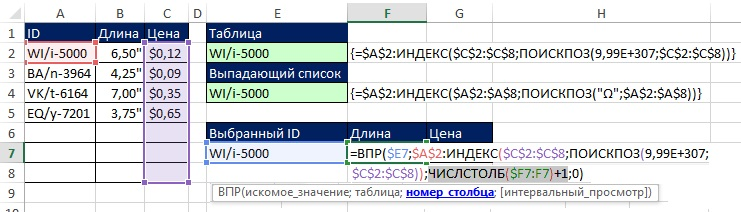 A B C D E F G H
1 ID Длина Цена Таблица
2 WI/i-5000 6,50" $0,12 WI/i-5000 {=$A$2:ИНДЕКС($C$2:$C$8;ПОИСКПОЗ(9,99E+307;$C$2:$C$8))}
3 BA/n-3964 4,25" $0,09 Выпадающий список
4 VK/t-6164 7,00" $0,35 WI/i-5000 {=$A$2:ИНДЕКС($A$2:$A$8;ПОИСКПОЗ("Ω";$A$2:$A$8))}
5 EQ/y-7201 3,75" $0,65
6 Выбранный ID Длина Цена
7 WI/i-5000 =ВПР($E7;$A$2:ИНДЕКС($C$2:$C$8;ПОИСКПОЗ(9,99E+307;
8 $C$2:$C$8));ЧИСЛСТОЛБ($F7:F7)+1;0)
9 ВПР(искомое_значение; таблица; номер_столбца; [интервальный_просмотр])
10